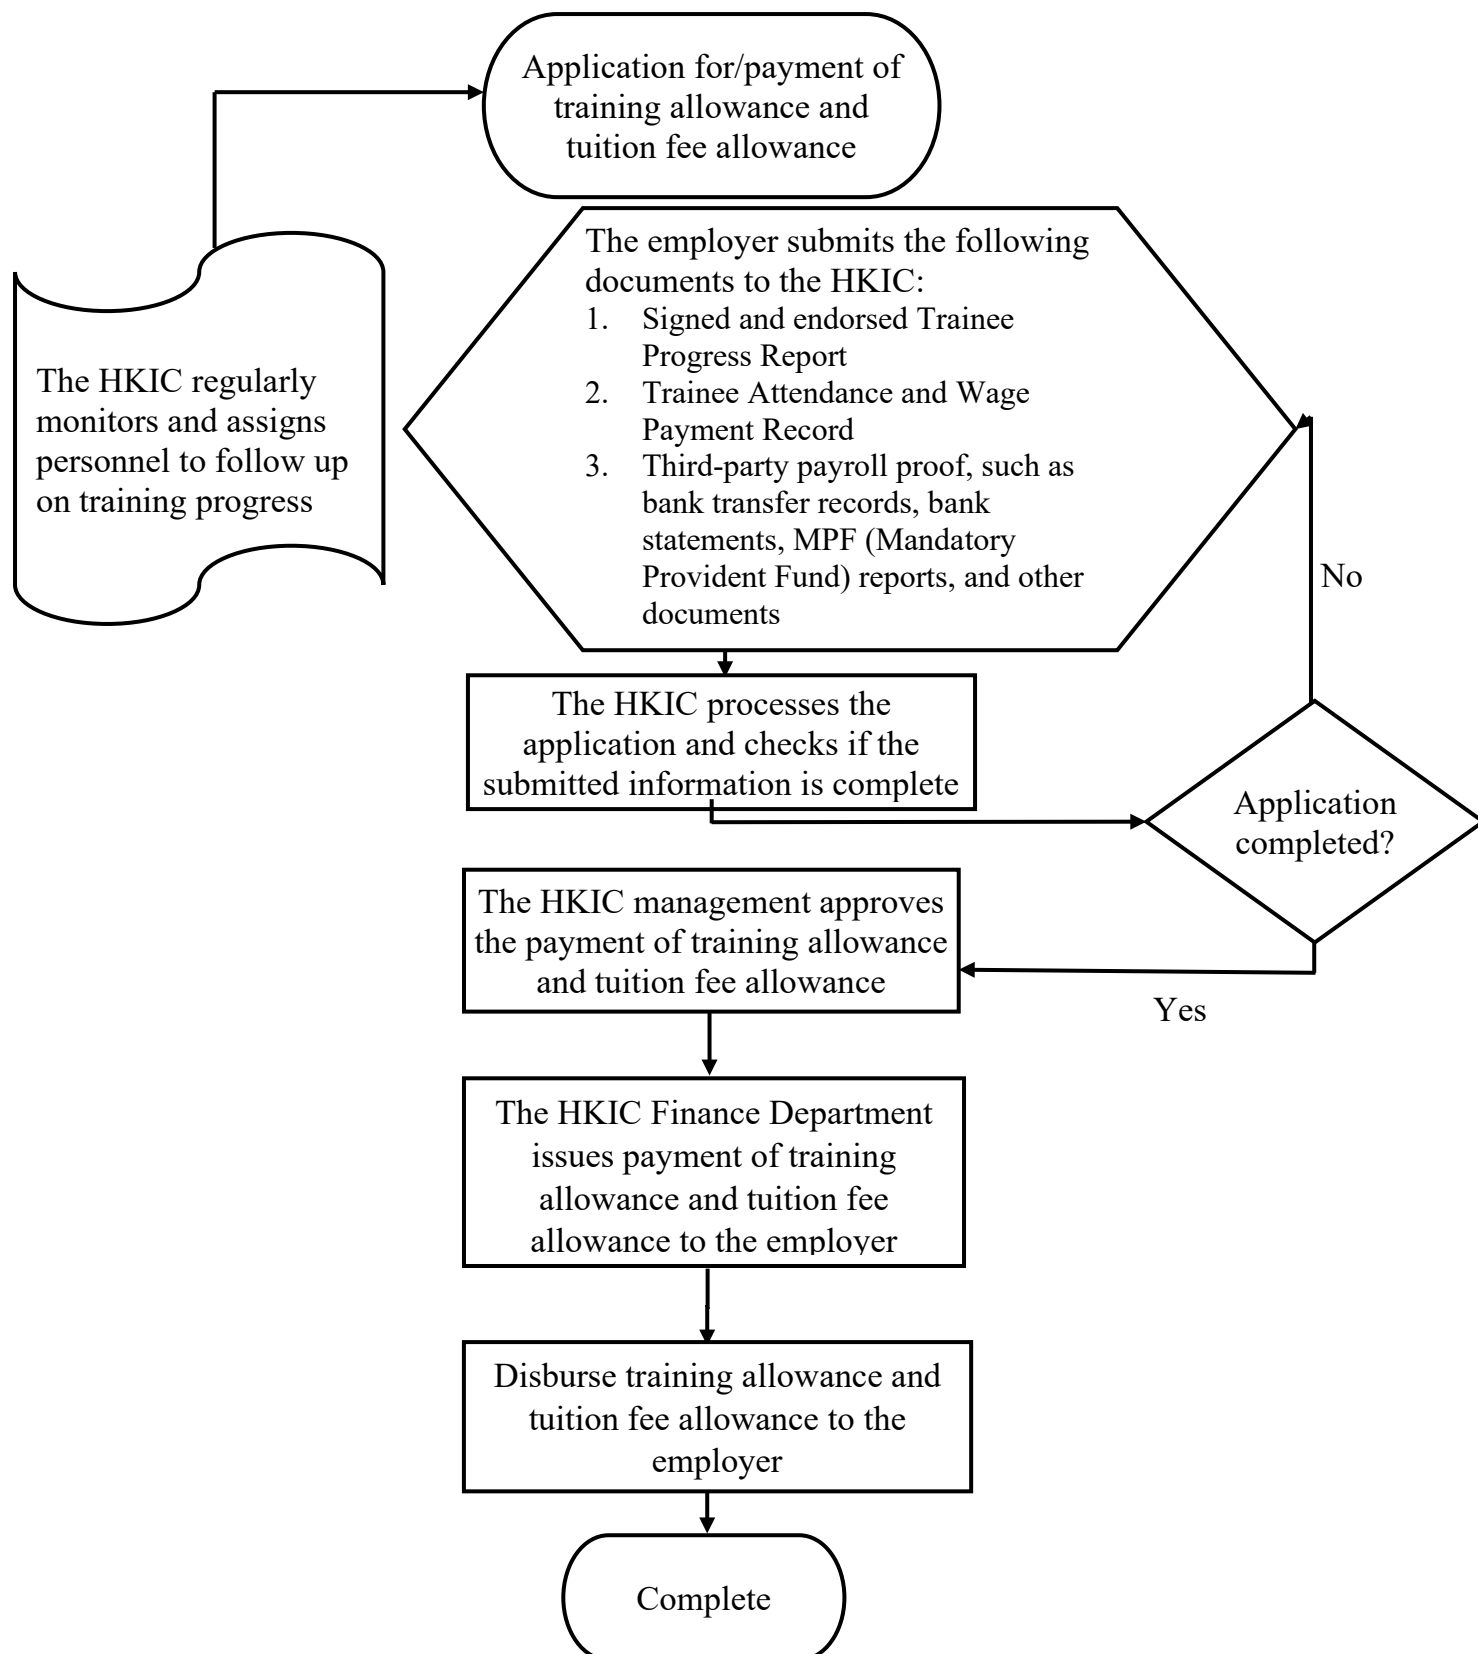 Application for/payment of
training allowance and
tuition fee allowance
The HKIC regularly
monitors and assigns
personnel to follow up
on training progress
The employer submits the following
documents to the HKIC:
1. Signed and endorsed Trainee
Progress Report
2. Trainee Attendance and Wage
Payment Record
3. Third-party payroll proof, such as
bank transfer records, bank
statements, MPF (Mandatory
Provident Fund) reports, and other
documents
No
The HKIC processes the
application and checks if the
submitted information is complete
Application
completed?
The HKIC management approves
the payment of training allowance
and tuition fee allowance
Yes
The HKIC Finance Department
issues payment of training
allowance and tuition fee
allowance to the employer
Disburse training allowance and
tuition fee allowance to the
employer
Complete